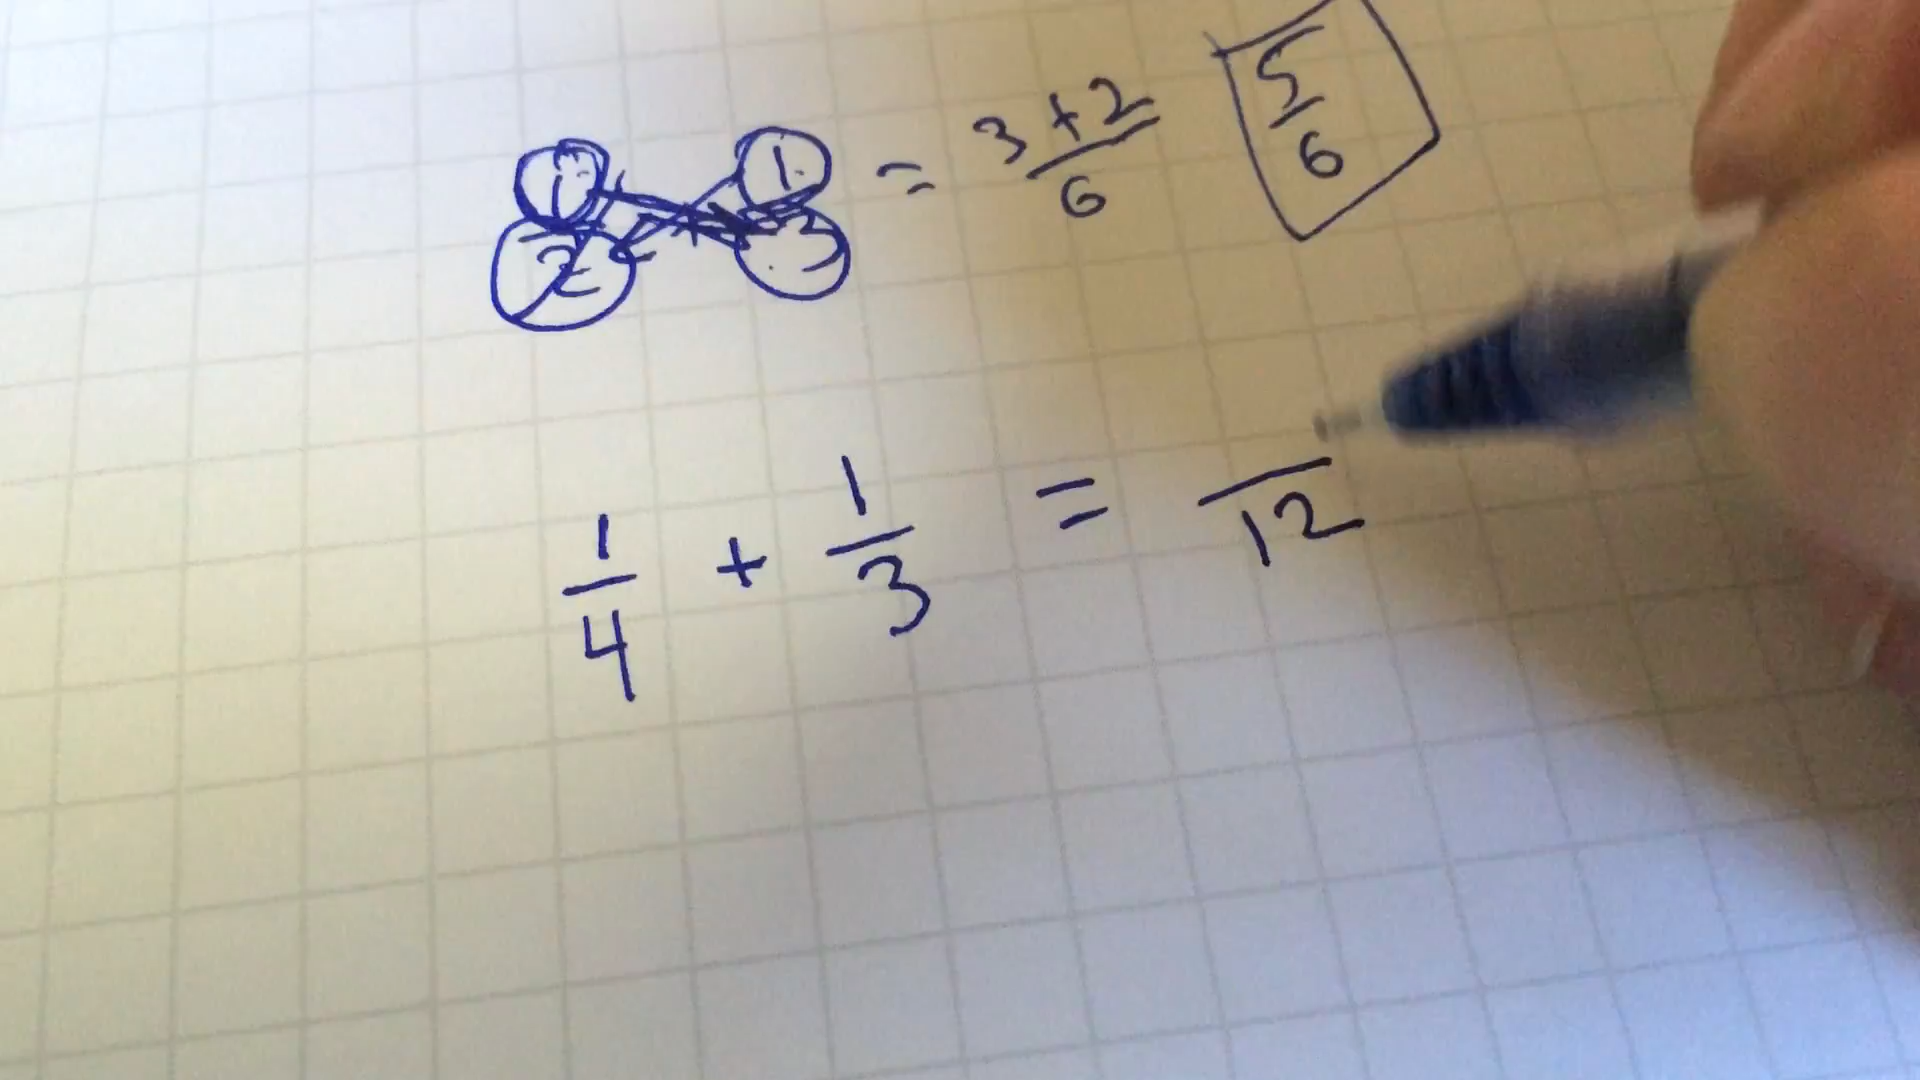 1/2 1/3 = 3+2/6 5/6
1/4 + 1/3 = /12